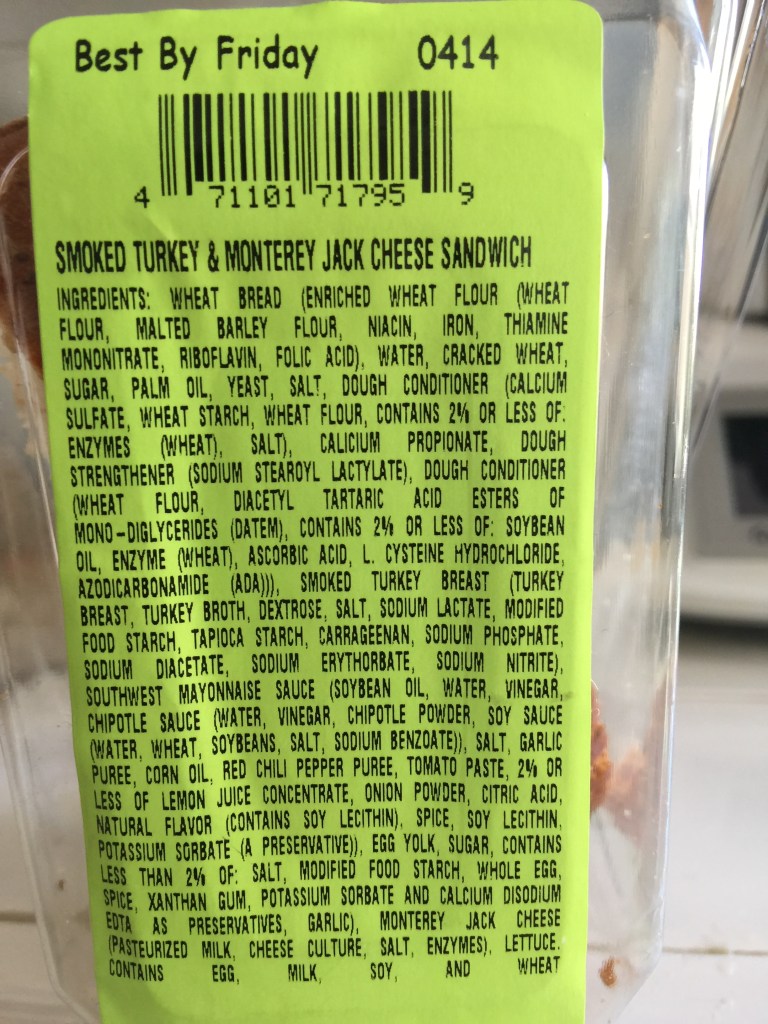 Best By Friday 0414
4 71101 71795 9
SMOKED TURKEY & MONTEREY JACK CHEESE SANDWICH
INGREDIENTS: WHEAT BREAD (ENRICHED WHEAT FLOUR (WHEAT
FLOUR, MALTED BARLEY FLOUR, NIACIN, IRON, THIAMINE
MONONITRATE, RIBOFLAVIN, FOLIC ACID), WATER, CRACKED WHEAT,
SUGAR, PALM OIL, YEAST, SALT, DOUGH CONDITIONER (CALCIUM
SULFATE, WHEAT STARCH, WHEAT FLOUR, CONTAINS 2% OR LESS OF:
ENZYMES (WHEAT), SALT), CALICIUM PROPIONATE, DOUGH
STRENGTHENER (SODIUM STEAROYL LACTYLATE), DOUGH CONDITIONER
(WHEAT FLOUR, DIACETYL TARTARIC ACID ESTERS OF
MONO-DIGLYCERIDES (DATEM), CONTAINS 2% OR LESS OF: SOYBEAN
OIL, ENZYME (WHEAT), ASCORBIC ACID, L. CYSTEINE HYDROCHLORIDE,
AZODICARBONAMIDE (ADA))), SMOKED TURKEY BREAST (TURKEY
BREAST, TURKEY BROTH, DEXTROSE, SALT, SODIUM LACTATE, MODIFIED
FOOD STARCH, TAPIOCA STARCH, CARRAGEENAN, SODIUM PHOSPHATE,
SODIUM DIACETATE, SODIUM ERYTHORBATE, SODIUM NITRITE),
SOUTHWEST MAYONNAISE SAUCE (SOYBEAN OIL, WATER, VINEGAR,
CHIPOTLE SAUCE (WATER, VINEGAR, CHIPOTLE POWDER, SOY SAUCE
(WATER, WHEAT, SOYBEANS, SALT, SODIUM BENZOATE)), SALT, GARLIC
PUREE, CORN OIL, RED CHILI PEPPER PUREE, TOMATO PASTE, 2% OR
LESS OF LEMON JUICE CONCENTRATE, ONION POWDER, CITRIC ACID,
NATURAL FLAVOR (CONTAINS SOY LECITHIN), SPICE, SOY LECITHIN,
POTASSIUM SORBATE (A PRESERVATIVE)), EGG YOLK, SUGAR, CONTAINS
LESS THAN 2% OF: SALT, MODIFIED FOOD STARCH, WHOLE EGG,
SPICE, XANTHAN GUM, POTASSIUM SORBATE AND CALCIUM DISODIUM
EDTA AS PRESERVATIVES, GARLIC), MONTEREY JACK CHEESE
(PASTEURIZED MILK, CHEESE CULTURE, SALT, ENZYMES), LETTUCE.
CONTAINS EGG, MILK, SOY, AND WHEAT